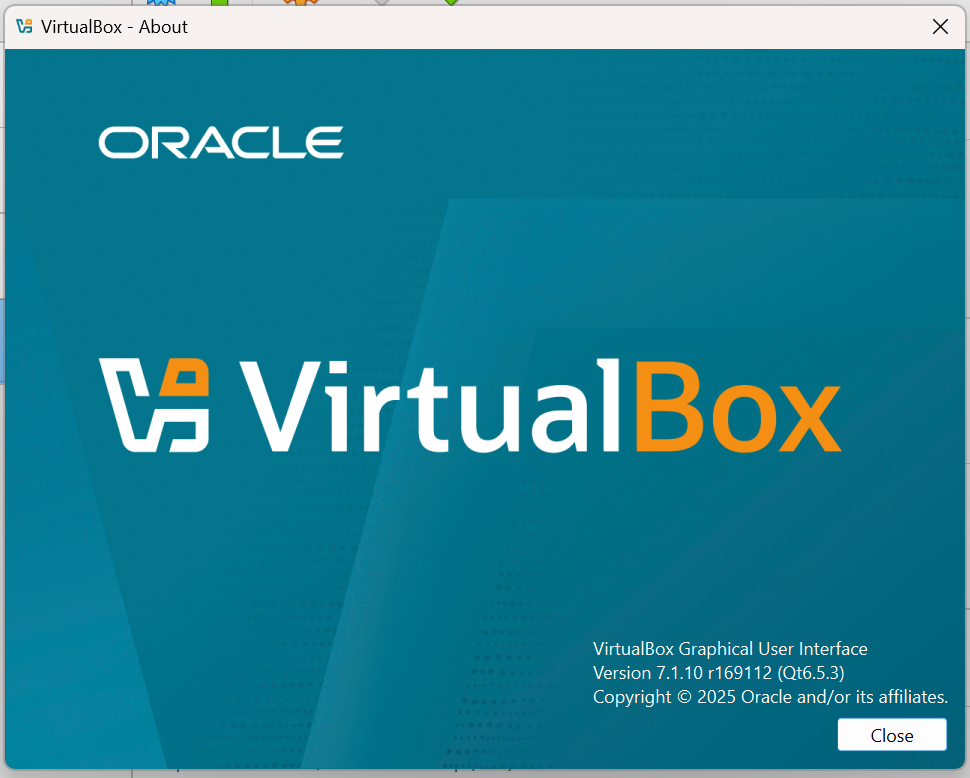 VirtualBox - About
ORACLE
VirtualBox
VirtualBox Graphical User Interface
Version 7.1.10 r169112 (Qt6.5.3)
Copyright © 2025 Oracle and/or its affiliates.
Close